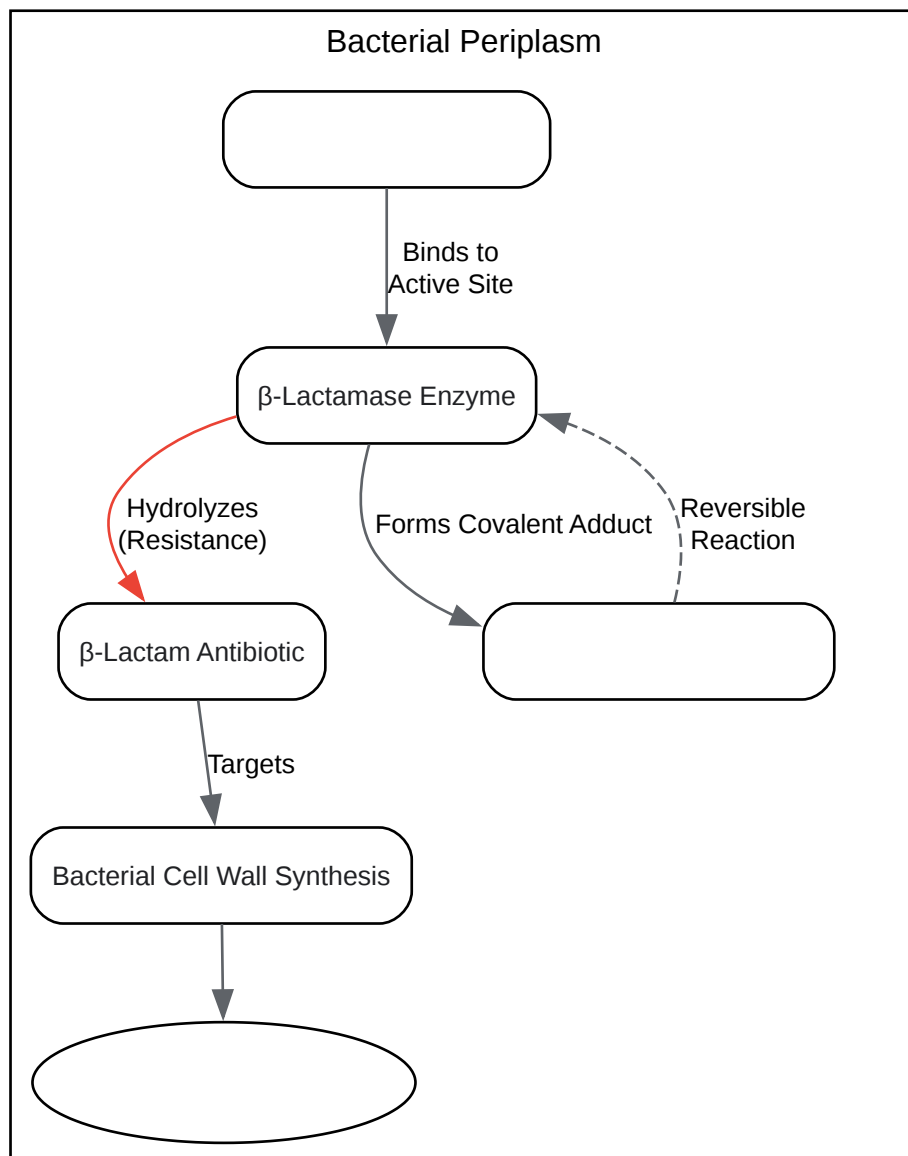 Bacterial Periplasm
Binds to
Active Site
β-Lactamase Enzyme
Hydrolyzes
(Resistance)
Forms Covalent Adduct
Reversible
Reaction
β-Lactam Antibiotic
Targets
Bacterial Cell Wall Synthesis